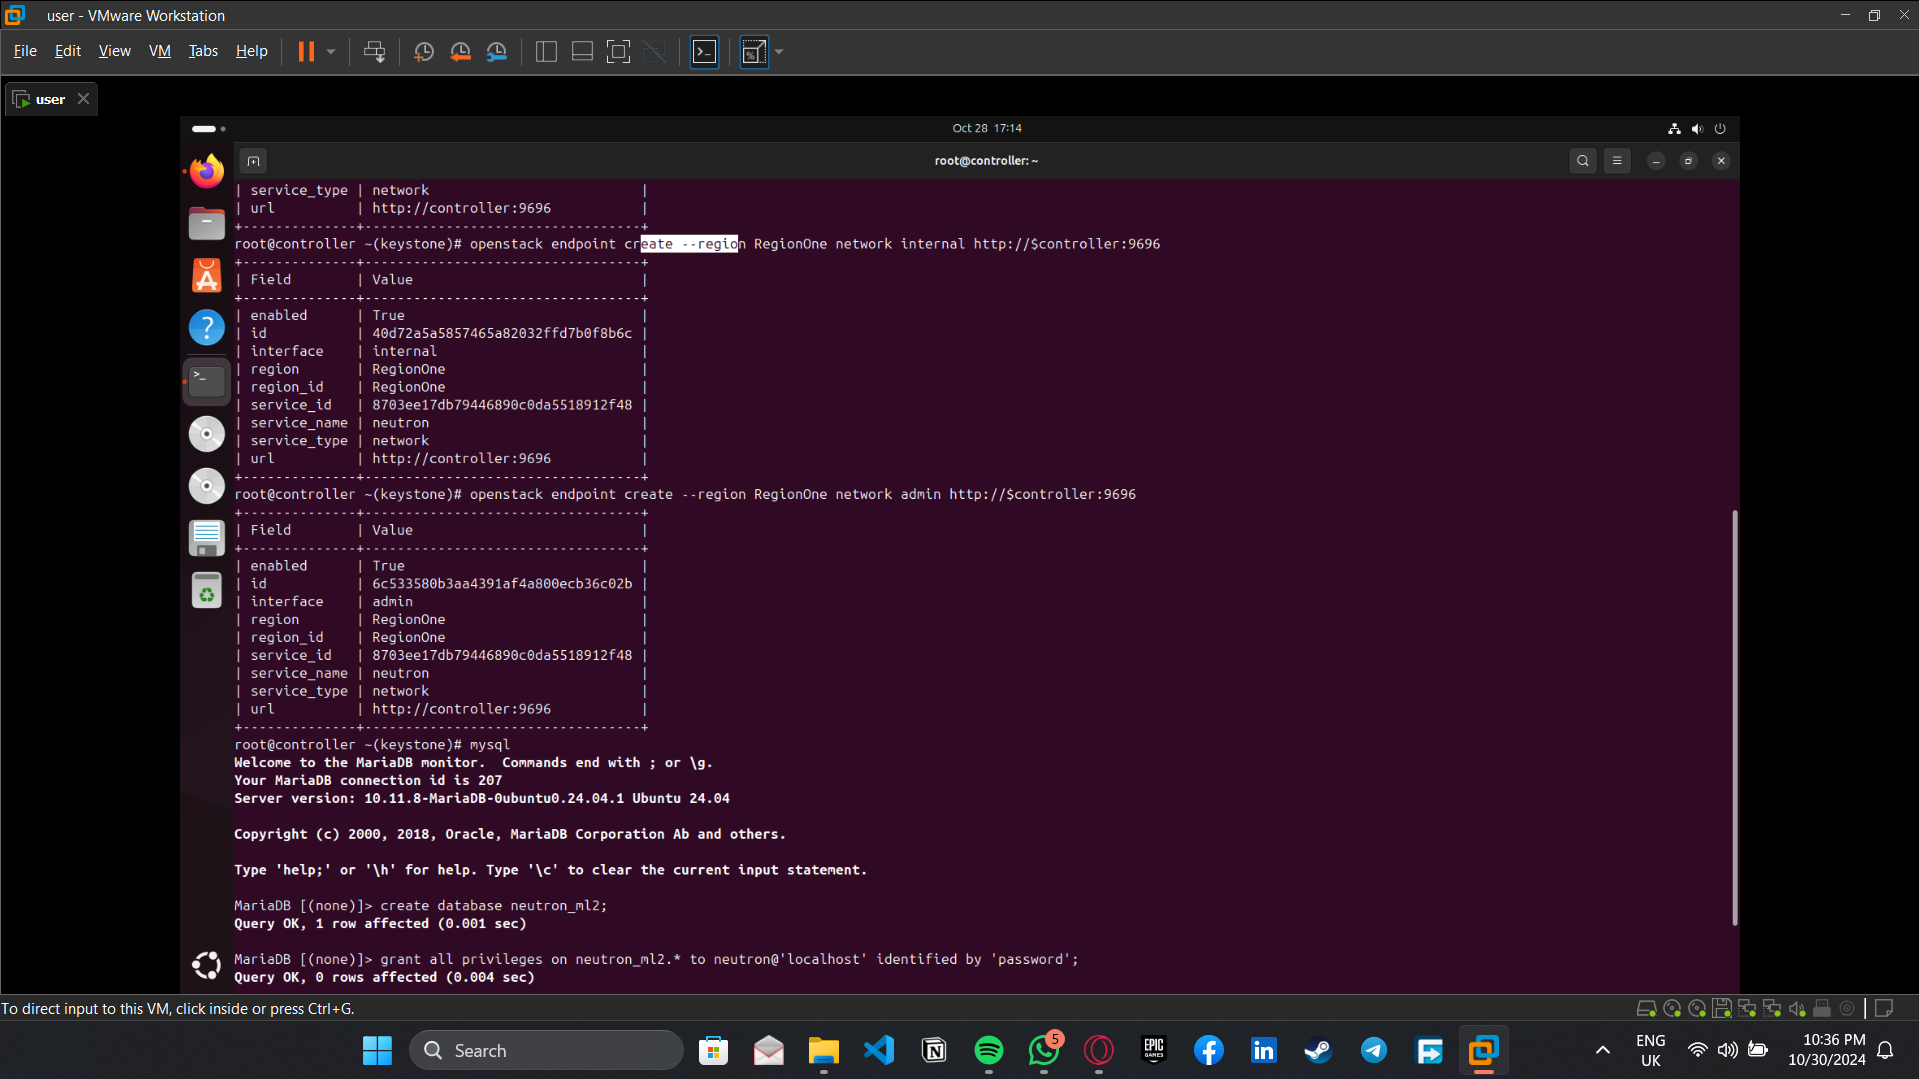 user - VMware Workstation
File Edit View VM Tabs Help
user
Oct 28 17:14
root@controller: ~
| service_type | network                          |
| url          | http://controller:9696           |
+--------------+----------------------------------+
root@controller ~(keystone)# openstack endpoint create --region RegionOne network internal http://$controller:9696
+--------------+----------------------------------+
| Field        | Value                            |
+--------------+----------------------------------+
| enabled      | True                             |
| id           | 40d72a5a5857465a82032ffd7b0f8b6c |
| interface    | internal                         |
| region       | RegionOne                        |
| region_id    | RegionOne                        |
| service_id   | 8703ee17db79446890c0da5518912f48 |
| service_name | neutron                          |
| service_type | network                          |
| url          | http://controller:9696           |
+--------------+----------------------------------+
root@controller ~(keystone)# openstack endpoint create --region RegionOne network admin http://$controller:9696
+--------------+----------------------------------+
| Field        | Value                            |
+--------------+----------------------------------+
| enabled      | True                             |
| id           | 6c533580b3aa4391af4a800ecb36c02b |
| interface    | admin                            |
| region       | RegionOne                        |
| region_id    | RegionOne                        |
| service_id   | 8703ee17db79446890c0da5518912f48 |
| service_name | neutron                          |
| service_type | network                          |
| url          | http://controller:9696           |
+--------------+----------------------------------+
root@controller ~(keystone)# mysql
Welcome to the MariaDB monitor.  Commands end with ; or \g.
Your MariaDB connection id is 207
Server version: 10.11.8-MariaDB-0ubuntu0.24.04.1 Ubuntu 24.04
Copyright (c) 2000, 2018, Oracle, MariaDB Corporation Ab and others.
Type 'help;' or '\h' for help. Type '\c' to clear the current input statement.
MariaDB [(none)]> create database neutron_ml2;
Query OK, 1 row affected (0.001 sec)
MariaDB [(none)]> grant all privileges on neutron_ml2.* to neutron@'localhost' identified by 'password';
Query OK, 0 rows affected (0.004 sec)
To direct input to this VM, click inside or press Ctrl+G.
Search
5
EPIC GAMES
ENG
UK
10:36 PM
10/30/2024